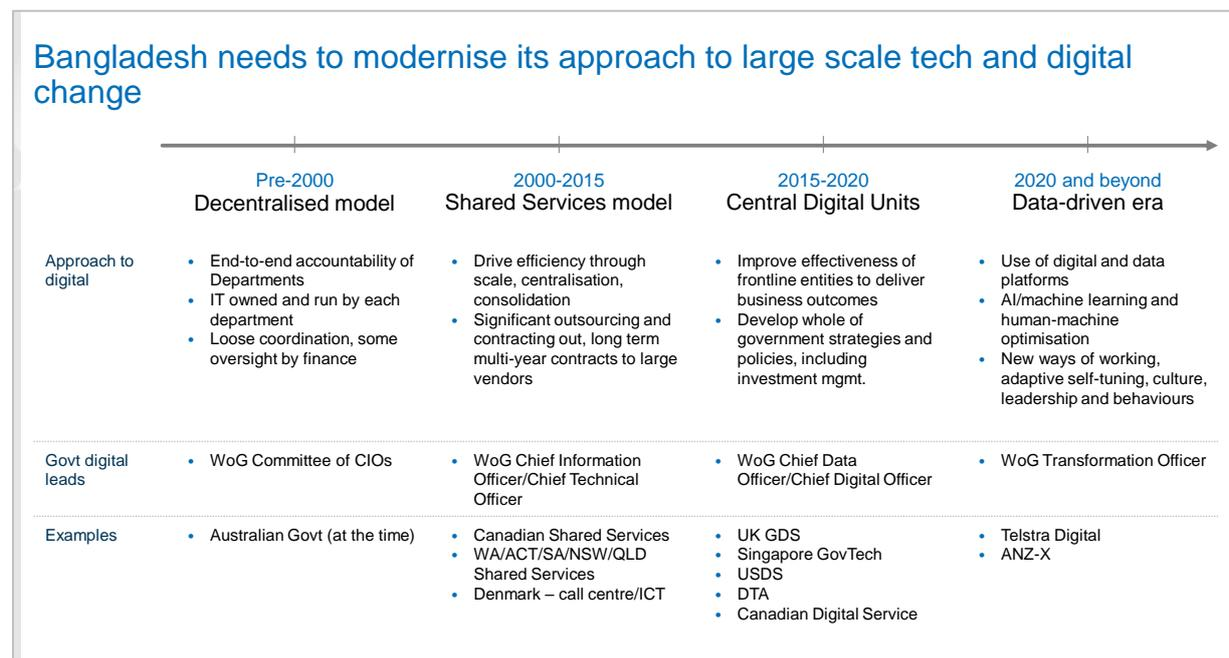 Bangladesh needs to modernise its approach to large scale tech and digital
change
Pre-2000
Decentralised model
2000-2015
Shared Services model
2015-2020
Central Digital Units
2020 and beyond
Data-driven era
Approach to
digital
• End-to-end accountability of
Departments
• IT owned and run by each
department
• Loose coordination, some
oversight by finance
• Drive efficiency through
scale, centralisation,
consolidation
• Significant outsourcing and
contracting out, long term
multi-year contracts to large
vendors
• Improve effectiveness of
frontline entities to deliver
business outcomes
• Develop whole of
government strategies and
policies, including
investment mgmt.
• Use of digital and data
platforms
• AI/machine learning and
human-machine
optimisation
• New ways of working,
adaptive self-tuning, culture,
leadership and behaviours
Govt digital
leads
• WoG Committee of CIOs
• WoG Chief Information
Officer/Chief Technical
Officer
• WoG Chief Data
Officer/Chief Digital Officer
• WoG Transformation Officer
Examples
• Australian Govt (at the time)
• Canadian Shared Services
• WA/ACT/SA/NSW/QLD
Shared Services
• Denmark – call centre/ICT
• UK GDS
• Singapore GovTech
• USDS
• DTA
• Canadian Digital Service
• Telstra Digital
• ANZ-X